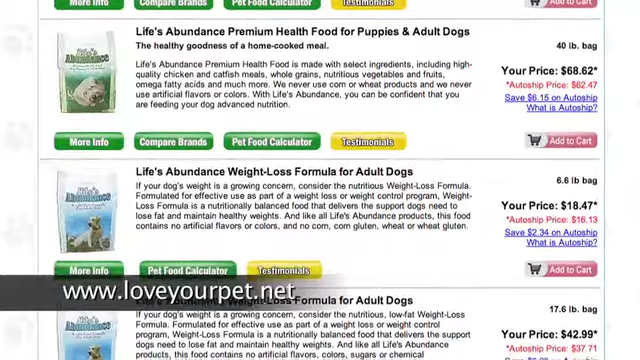 More Info
Compare Brands
Pet Food Calculator
Testimonials
Add to Cart
Life's Abundance Premium Health Food for Puppies & Adult Dogs
The healthy goodness of a home-cooked meal.
40 lb. bag
Life's Abundance Premium Health Food is made with select ingredients, including high-
quality chicken and catfish meals, whole grains, nutritious vegetables and fruits,
omega fatty acids and much more. We never use corn or wheat products and we never
use artificial flavors or colors. With Life's Abundance, you can be confident that you
are feeding your dog advanced nutrition.
Your Price: $68.62*
*Autoship Price: $62.47
Save $6.15 on Autoship
What is Autoship?
Life's
Abundance
More Info
Compare Brands
Pet Food Calculator
Testimonials
Add to Cart
Life's Abundance Weight-Loss Formula for Adult Dogs
6.6 lb. bag
If your dog's weight is a growing concern, consider the nutritious Weight-Loss Formula.
Formulated for effective use as part of a weight loss or weight control program, Weight-
Loss Formula is a nutritionally balanced food that delivers the support dogs need to
lose fat and maintain healthy weights. And like all Life's Abundance products, this food
contains no artificial flavors or colors, and no corn, corn gluten, wheat or wheat gluten.
Your Price: $18.47*
*Autoship Price: $16.13
Save $2.34 on Autoship
What is Autoship?
Life's
Abundance
More Info
Pet Food Calculator
Testimonials
Add to Cart
www.loveyourpet.net
Formula for Adult Dogs
17.6 lb. bag
If your dog's weight is a growing concern, consider the nutritious, low-fat Weight-Loss
Formula. Formulated for effective use as part of a weight loss or weight control
program, Weight-Loss Formula is a nutritionally balanced food that delivers the support
dogs need to lose fat and maintain healthy weights. And like all Life's Abundance
products, this food contains no artificial flavors or colors, sugars or chemical
Your Price: $42.99*
*Autoship Price: $37.71
Life's
Abundance